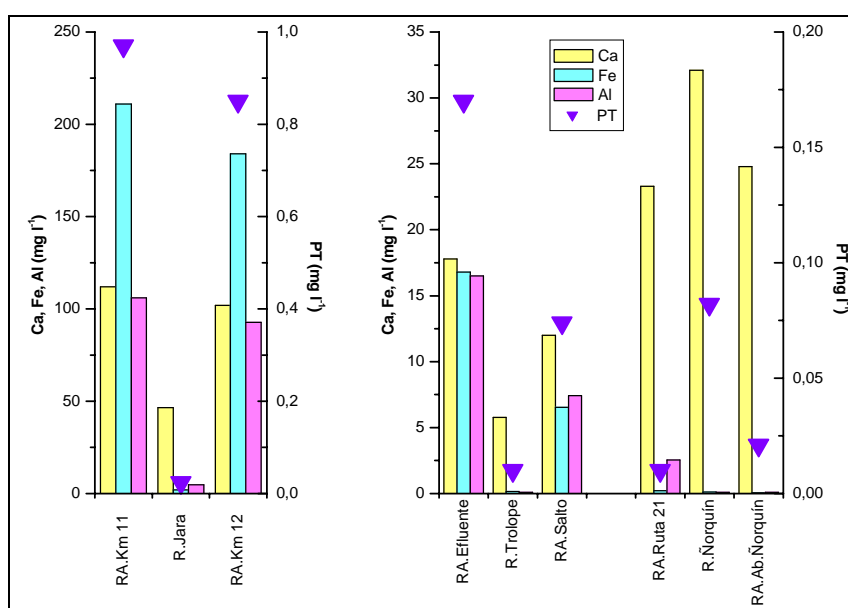 250
200
150
100
50
0
Ca, Fe, Al (mg l⁻¹)
1,0
0,8
0,6
0,4
0,2
0,0
PT (mg l⁻¹)
RA.Km 11
R.Jara
RA.Km 12
35
30
25
20
15
10
5
0
Ca, Fe, Al (mg l⁻¹)
Ca
Fe
Al
PT
0,20
0,15
0,10
0,05
0,00
PT (mg l⁻¹)
RA.Efluente
R.Trolope
RA.Salto
RA.Ruta 21
R.Ñorquín
RA.Ab.Ñorquín